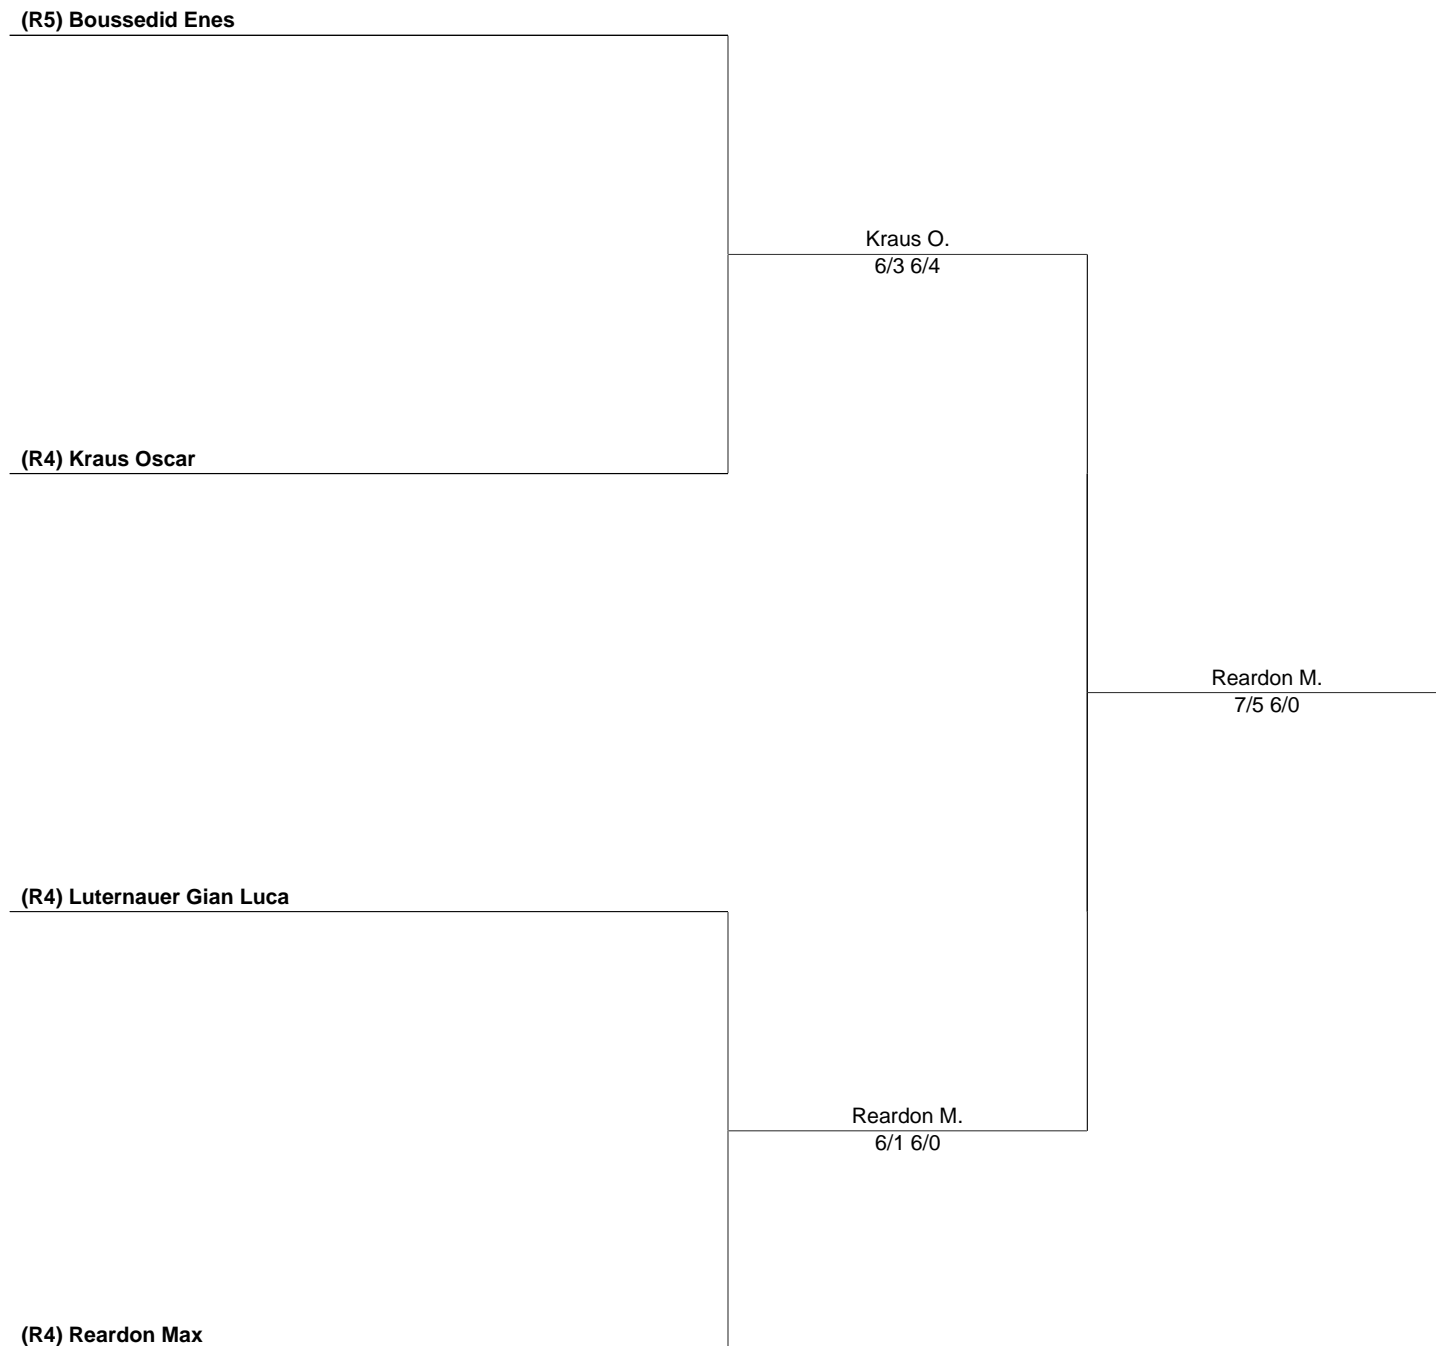 (R5) Boussedid Enes
Kraus O.
6/3 6/4
(R4) Kraus Oscar
Reardon M.
7/5 6/0
(R4) Luternauer Gian Luca
Reardon M.
6/1 6/0
(R4) Reardon Max